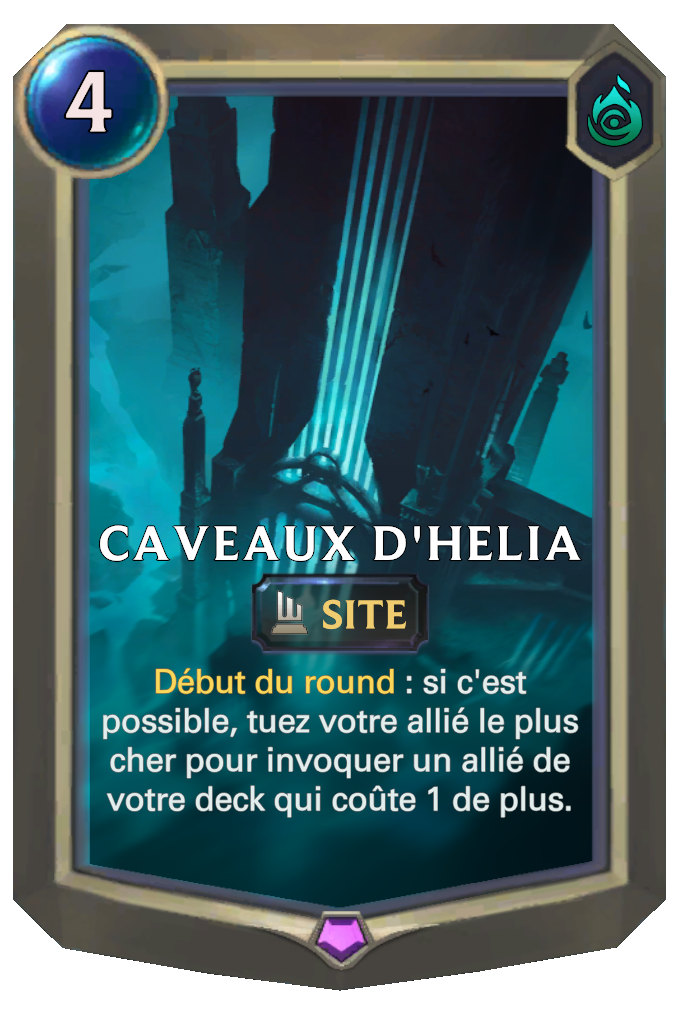 4
CAVEAUX D'HELIA
SITE
Début du round : si c'est
possible, tuez votre allié le plus
cher pour invoquer un allié de
votre deck qui coûte 1 de plus.